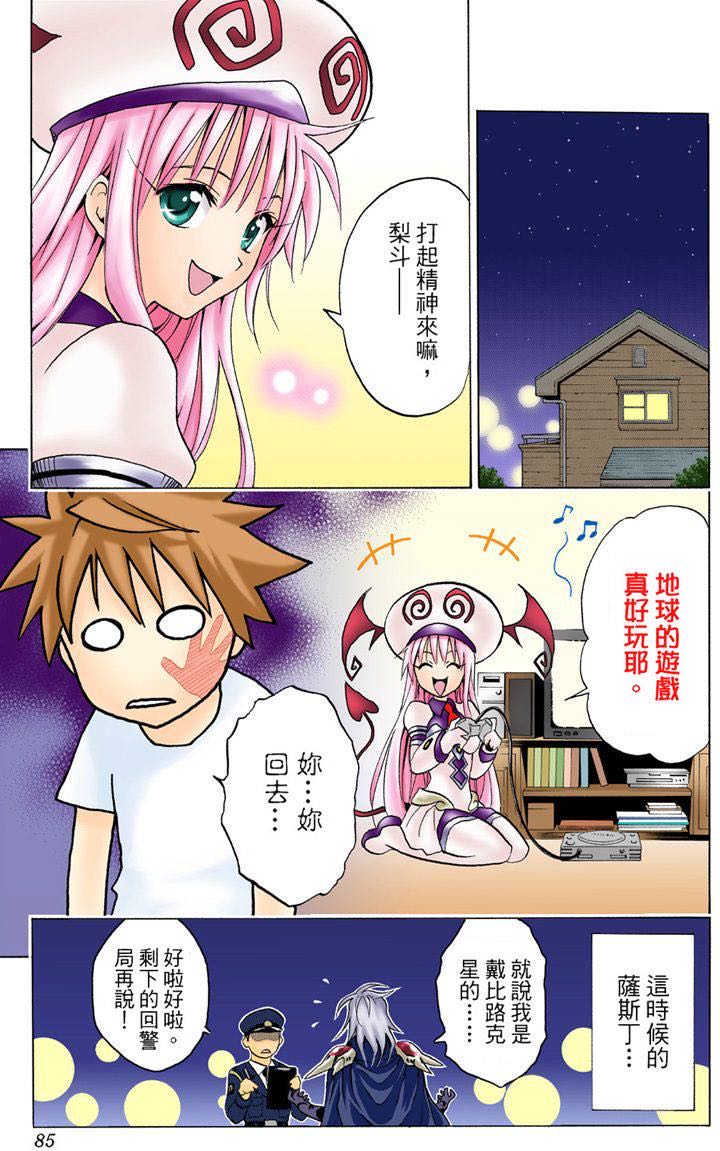 打起精神來嘛，
梨斗——
地球的遊戲
真好玩耶。
妳…妳
回去…
這時候的
薩斯丁…
就說我是
戴比路克
星的……
好啦好啦。
剩下的回警
局再說！
85